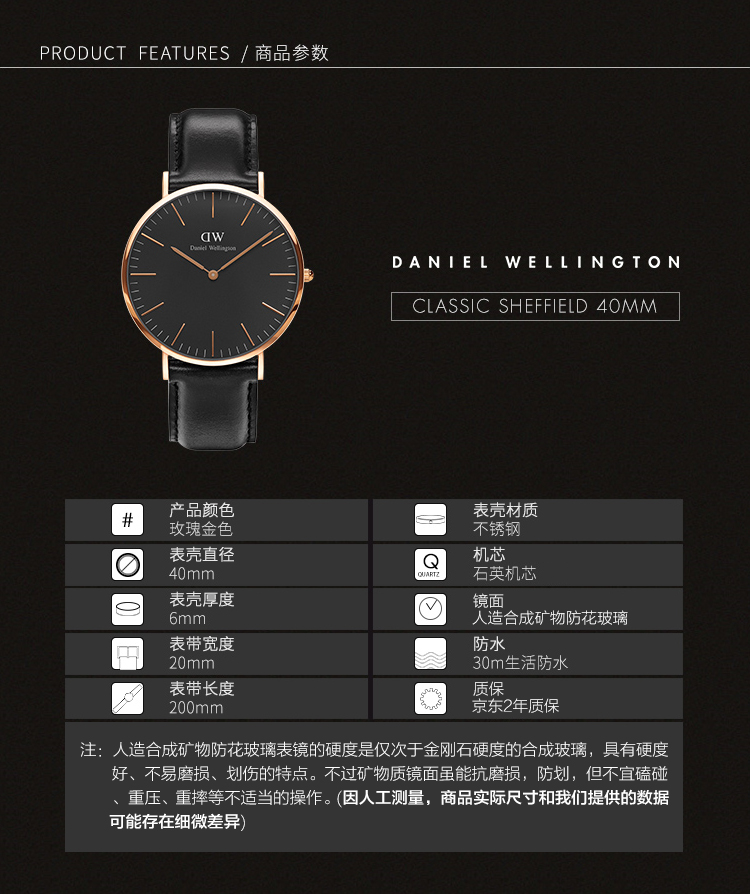 PRODUCT FEATURES / 商品参数
DW
Daniel Wellington
DANIEL WELLINGTON
CLASSIC SHEFFIELD 40MM
#
产品颜色
玫瑰金色
表壳材质
不锈钢
表壳直径
40mm
Q
QUARTZ
机芯
石英机芯
表壳厚度
6mm
镜面
人造合成矿物防花玻璃
表带宽度
20mm
防水
30m生活防水
表带长度
200mm
质保
京东2年质保
注：人造合成矿物防花玻璃表镜的硬度是仅次于金刚石硬度的合成玻璃，具有硬度
好、不易磨损、划伤的特点。不过矿物质镜面虽能抗磨损，防划，但不宜磕碰
、重压、重摔等不适当的操作。(因人工测量，商品实际尺寸和我们提供的数据
可能存在细微差异)